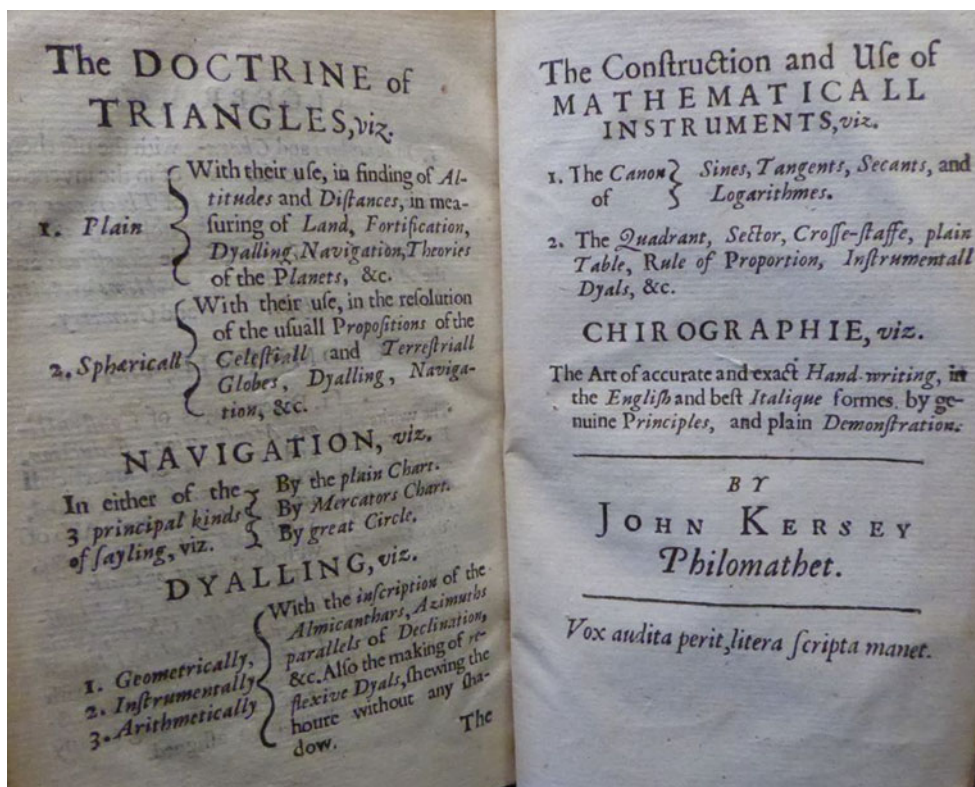 The DOCTRINE of
TRIANGLES, viz.
1. Plain
With their uſe, in finding of Al-
titudes and Diſtances, in mea-
ſuring of Land, Fortification,
Dyalling, Navigation, Theories
of the Planets, &c.
2. Sphæricall
With their uſe, in the reſolution
of the uſuall Propoſitions of the
Celeſtiall and Terreſtriall
Globes, Dyalling, Naviga-
tion, &c.
NAVIGATION, viz.
In either of the
3 principal kinds
of ſayling, viz.
By the plain Chart.
By Mercators Chart.
By great Circle.
DYALLING, viz.
1. Geometrically,
2. Inſtrumentally
3. Arithmetically
With the inſcription of the
Almicanthars, Azimuths
parallels of Declination,
&c. Alſo the making of re-
flexive Dyals, ſhewing the
houre without any ſha-
dow.
The
The Conſtruction and Uſe of
MATHEMATICALL
INSTRUMENTS, viz.
1. The Canon
of
Sines, Tangents, Secants, and
Logarithmes.
2. The Quadrant, Sector, Croſſe-ſtaffe, plain
Table, Rule of Proportion, Inſtrumentall
Dyals, &c.
CHIROGRAPHIE, viz.
The Art of accurate and exact Hand-writing, in
the Engliſh and beſt Italique formes, by ge-
nuine Principles, and plain Demonſtration.
BY
JOHN KERSEY
Philomathet.
Vox audita perit, litera ſcripta manet.